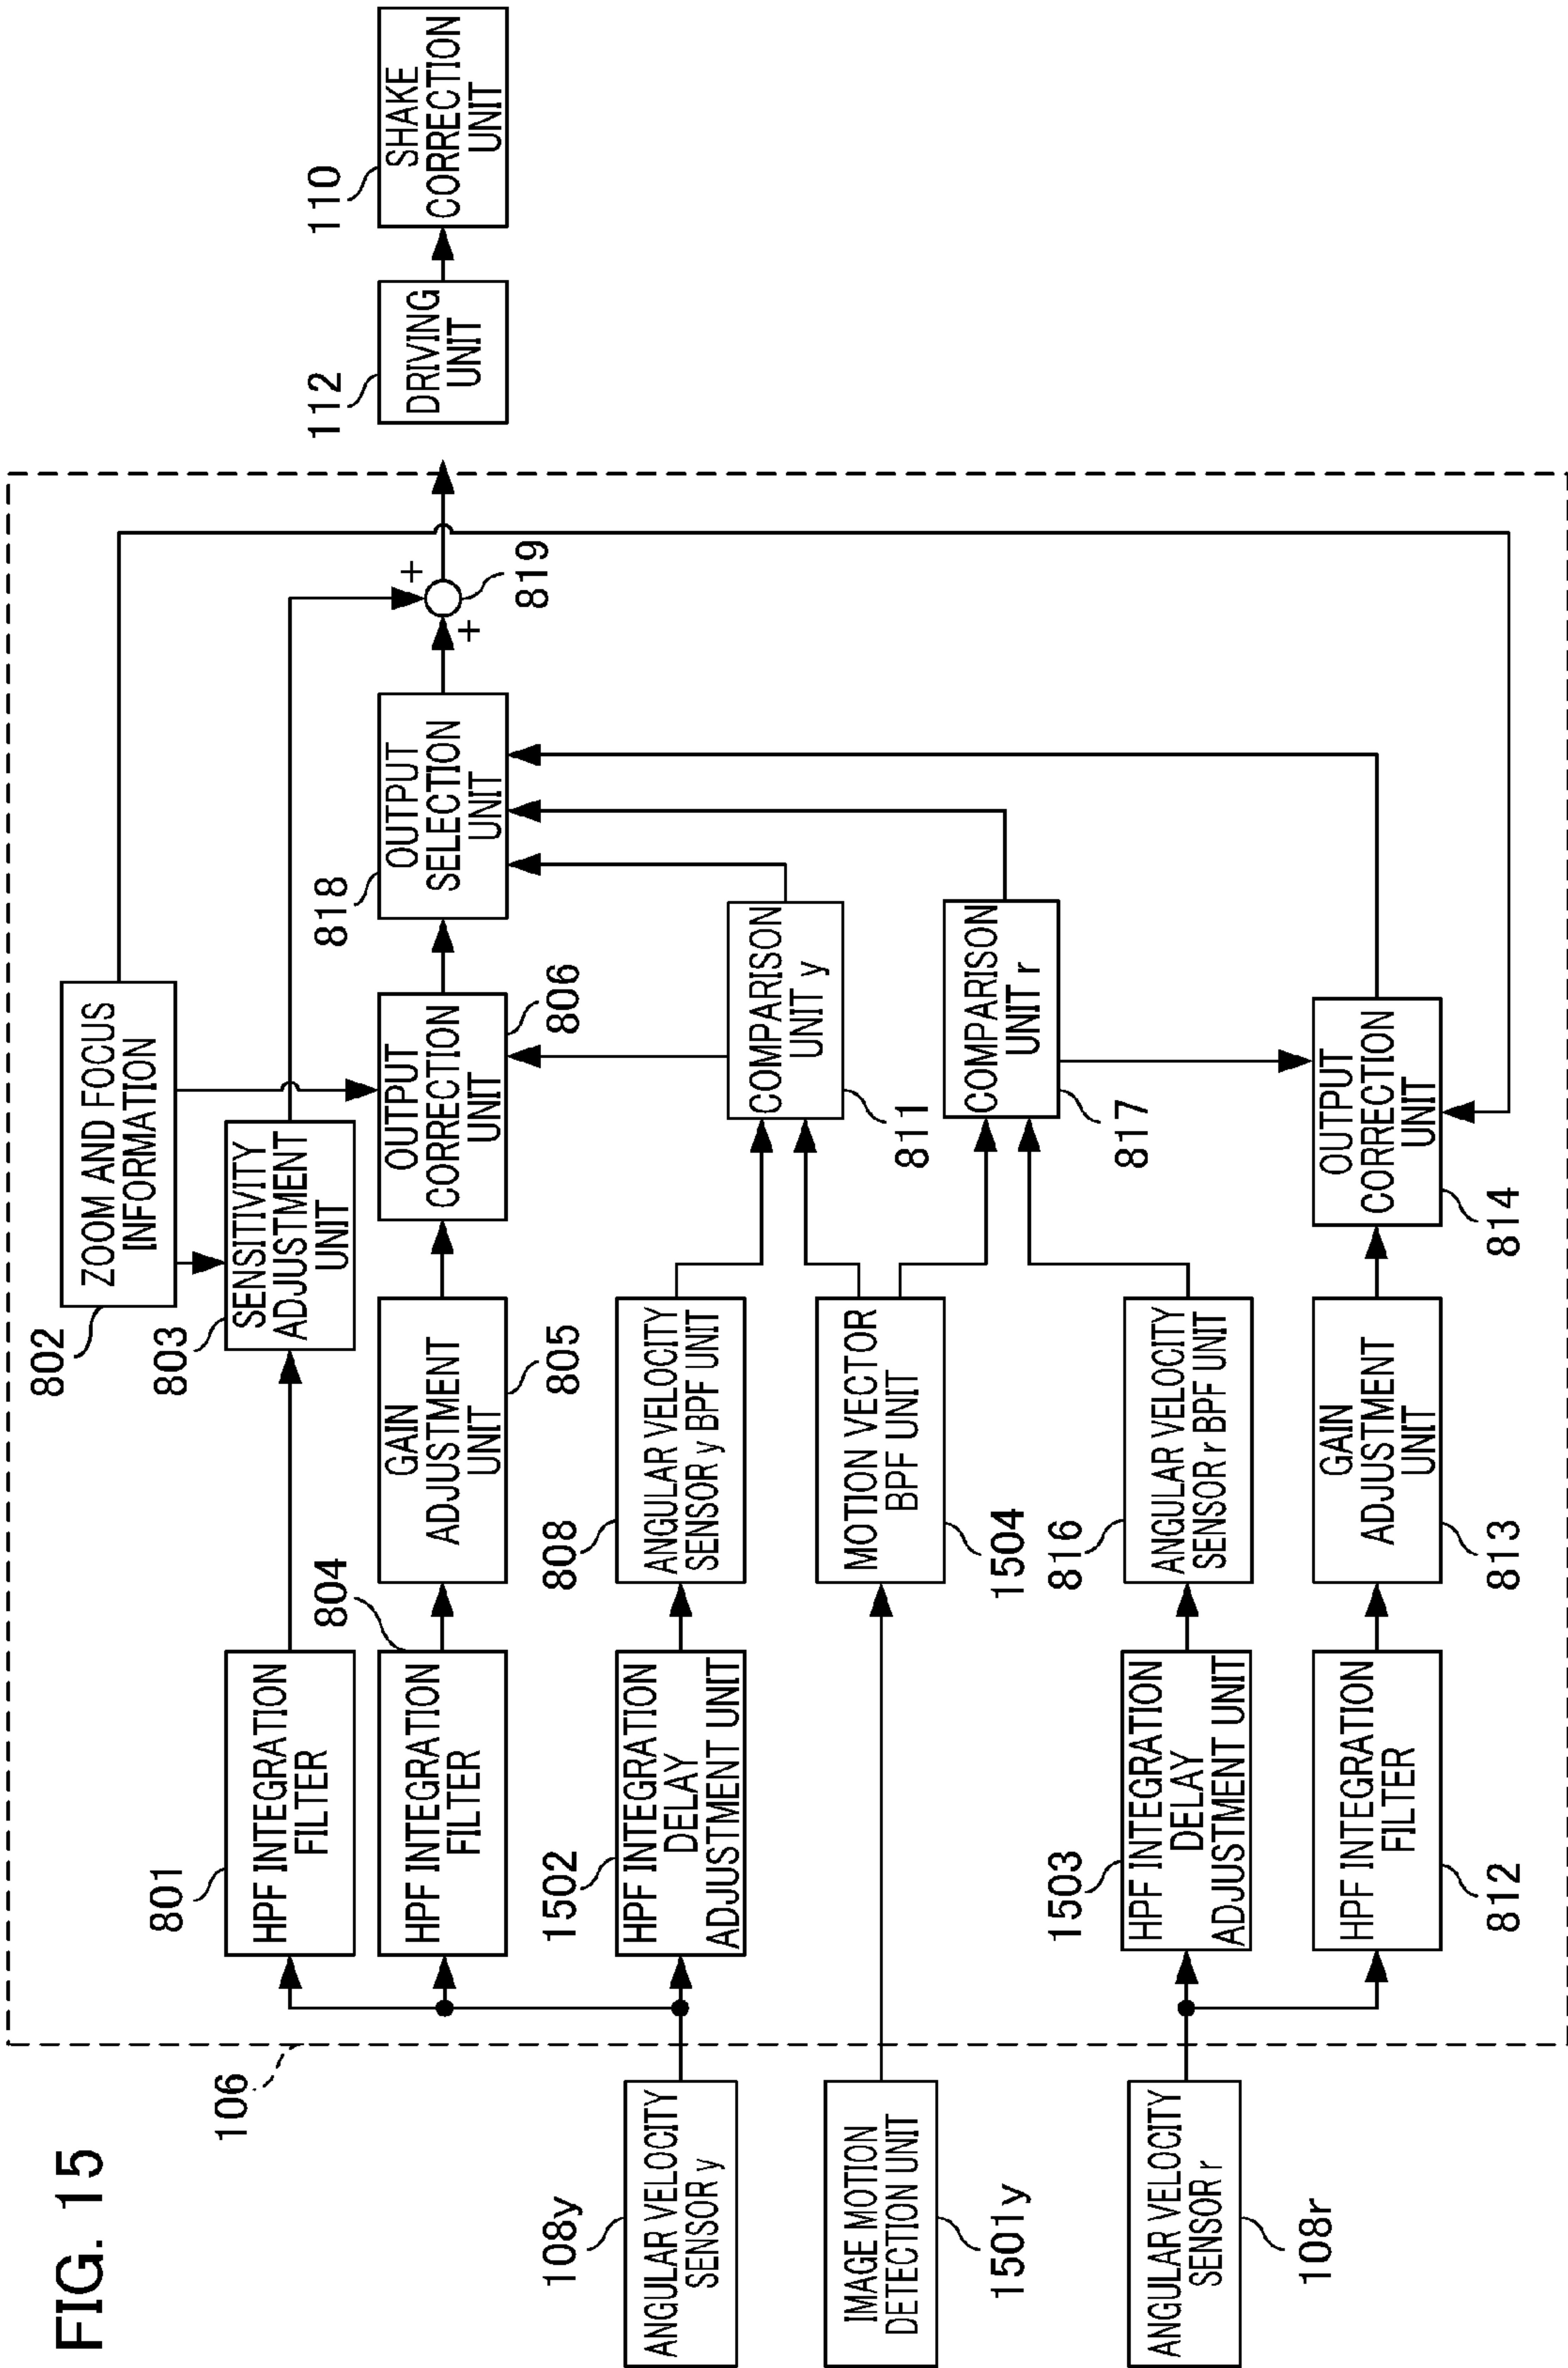 FIG. 15
106
108y
ANGULAR VELOCITY
SENSOR y
1501y
IMAGE MOTION
DETECTION UNIT
108r
ANGULAR VELOCITY
SENSOR r
801
HPF INTEGRATION
FILTER
804
HPF INTEGRATION
FILTER
1502
HPF INTEGRATION
DELAY
ADJUSTMENT UNIT
1503
HPF INTEGRATION
DELAY
ADJUSTMENT UNIT
812
HPF INTEGRATION
FILTER
802
ZOOM AND FOCUS
INFORMATION
803
SENSITIVITY
ADJUSTMENT
UNIT
805
GAIN
ADJUSTMENT
UNIT
808
ANGULAR VELOCITY
SENSOR y BPF UNIT
1504
MOTION VECTOR
BPF UNIT
816
ANGULAR VELOCITY
SENSOR r BPF UNIT
813
GAIN
ADJUSTMENT
UNIT
806
OUTPUT
CORRECTION
UNIT
811
COMPARISON
UNIT y
817
COMPARISON
UNIT r
814
OUTPUT
CORRECTION
UNIT
818
OUTPUT
SELECTION
UNIT
+
+
819
112
DRIVING
UNIT
110
SHAKE
CORRECTION
UNIT